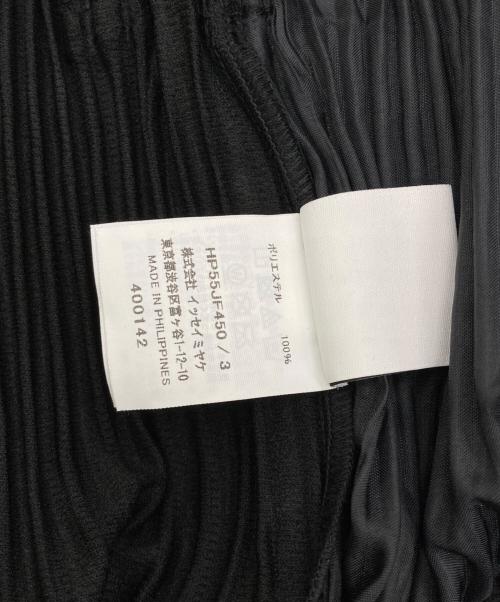 ポリエステル
100%
HP55JF450 / 3
株式会社 イッセイミヤケ
東京都渋谷区富ヶ谷1-12-10
MADE IN PHILIPPINES
400142